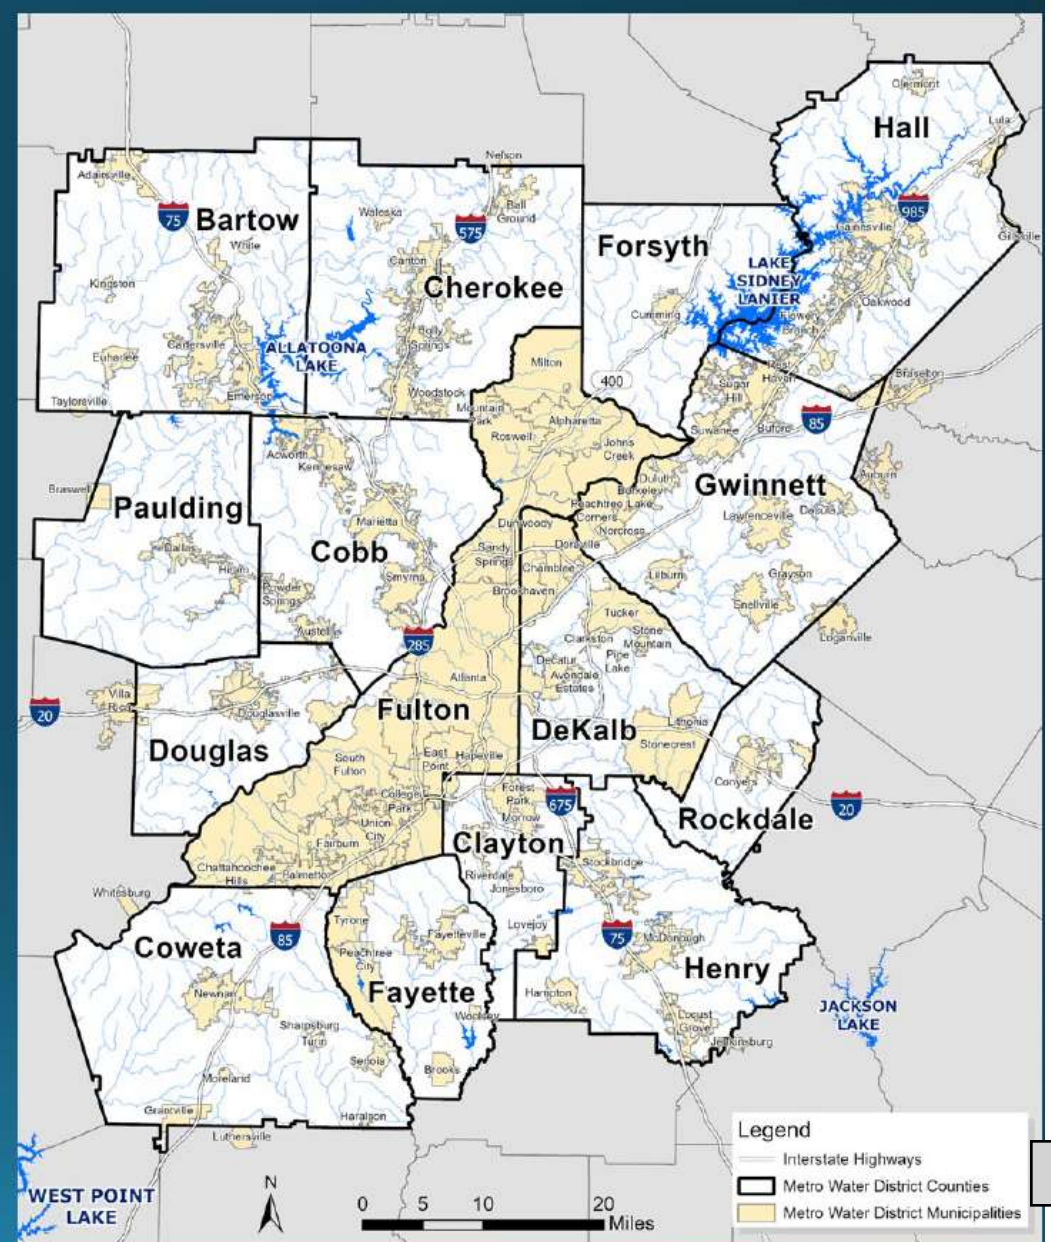 Clermont
Hall
Lula
Nelson
Adairsville
Ball
Ground
75
Bartow
Waleska
575
985
Gainesville
Gillsville
White
Forsyth
Canton
LAKE
SIDNEY
LANIER
Kingston
Cherokee
Oakwood
Cumming
Flowery
Branch
Holly
Springs
Cartersville
ALLATOONA
LAKE
Euharlee
Milton
Rest
Haven
Braselton
400
Sugar
Hill
Emerson
Woodstock
Taylorsville
Mountain
Park
Alpharetta
85
Roswell
Suwanee
Buford
Johns
Creek
Acworth
Kennesaw
Auburn
Duluth
Gwinnett
Braswell
Berkeley
Lake
Peachtree
Corners
Paulding
Dacula
Lawrenceville
Marietta
Dunwoody
Norcross
Cobb
Dallas
Sandy
Springs
Doraville
Chamblee
Hiram
Smyrna
Lilburn
Grayson
Powder
Springs
Brookhaven
Snellville
Tucker
Austell
285
Clarkston
Stone
Mountain
Loganville
Decatur
Pine
Lake
Avondale
Estates
Atlanta
Villa
Rica
20
Fulton
Douglasville
Lithonia
DeKalb
Douglas
Stonecrest
East
Point
Hapeville
South
Fulton
Conyers
College
Park
Forest
Park
675
20
Morrow
Rockdale
Union
City
Fairburn
Clayton
Stockbridge
Chattahoochee
Hills
Palmetto
Riverdale
Jonesboro
Whitesburg
Tyrone
Lovejoy
Coweta
85
Fayetteville
75
McDonough
Peachtree
City
Henry
Newnan
Fayette
Hampton
JACKSON
LAKE
Woolsey
Locust
Grove
Sharpsburg
Turin
Jenkinsburg
Senoia
Brooks
Moreland
Grantville
Haralson
Luthersville
WEST POINT
LAKE
N
0 5 10 20
Miles
Legend
Interstate Highways
Metro Water District Counties
Metro Water District Municipalities